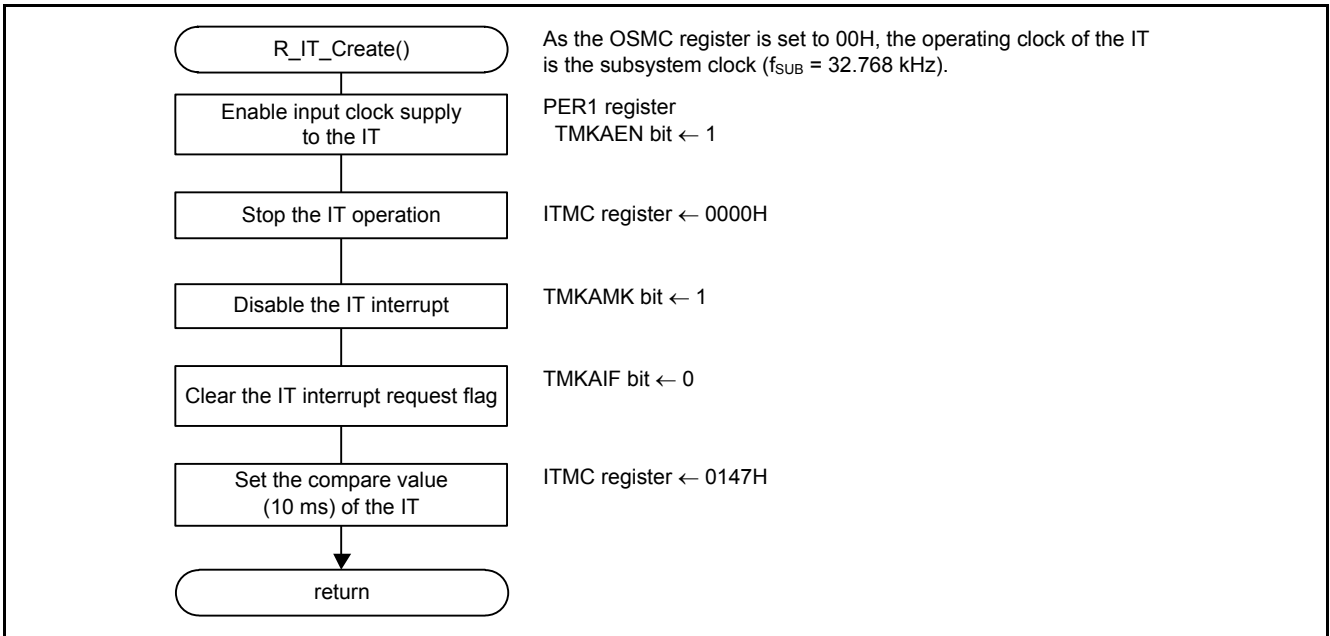 R_IT_Create()
As the OSMC register is set to 00H, the operating clock of the IT
is the subsystem clock (fSUB = 32.768 kHz).
Enable input clock supply
to the IT
PER1 register
TMKAEN bit ← 1
Stop the IT operation
ITMC register ← 0000H
Disable the IT interrupt
TMKAMK bit ← 1
Clear the IT interrupt request flag
TMKAIF bit ← 0
Set the compare value
(10 ms) of the IT
ITMC register ← 0147H
return